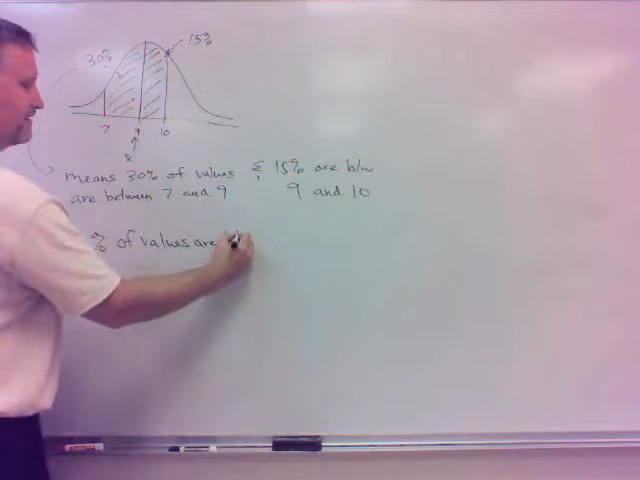 15%
30%
7 9 10
x̄
means 30% of values & 15% are b/w
are between 7 and 9 9 and 10
% of values are